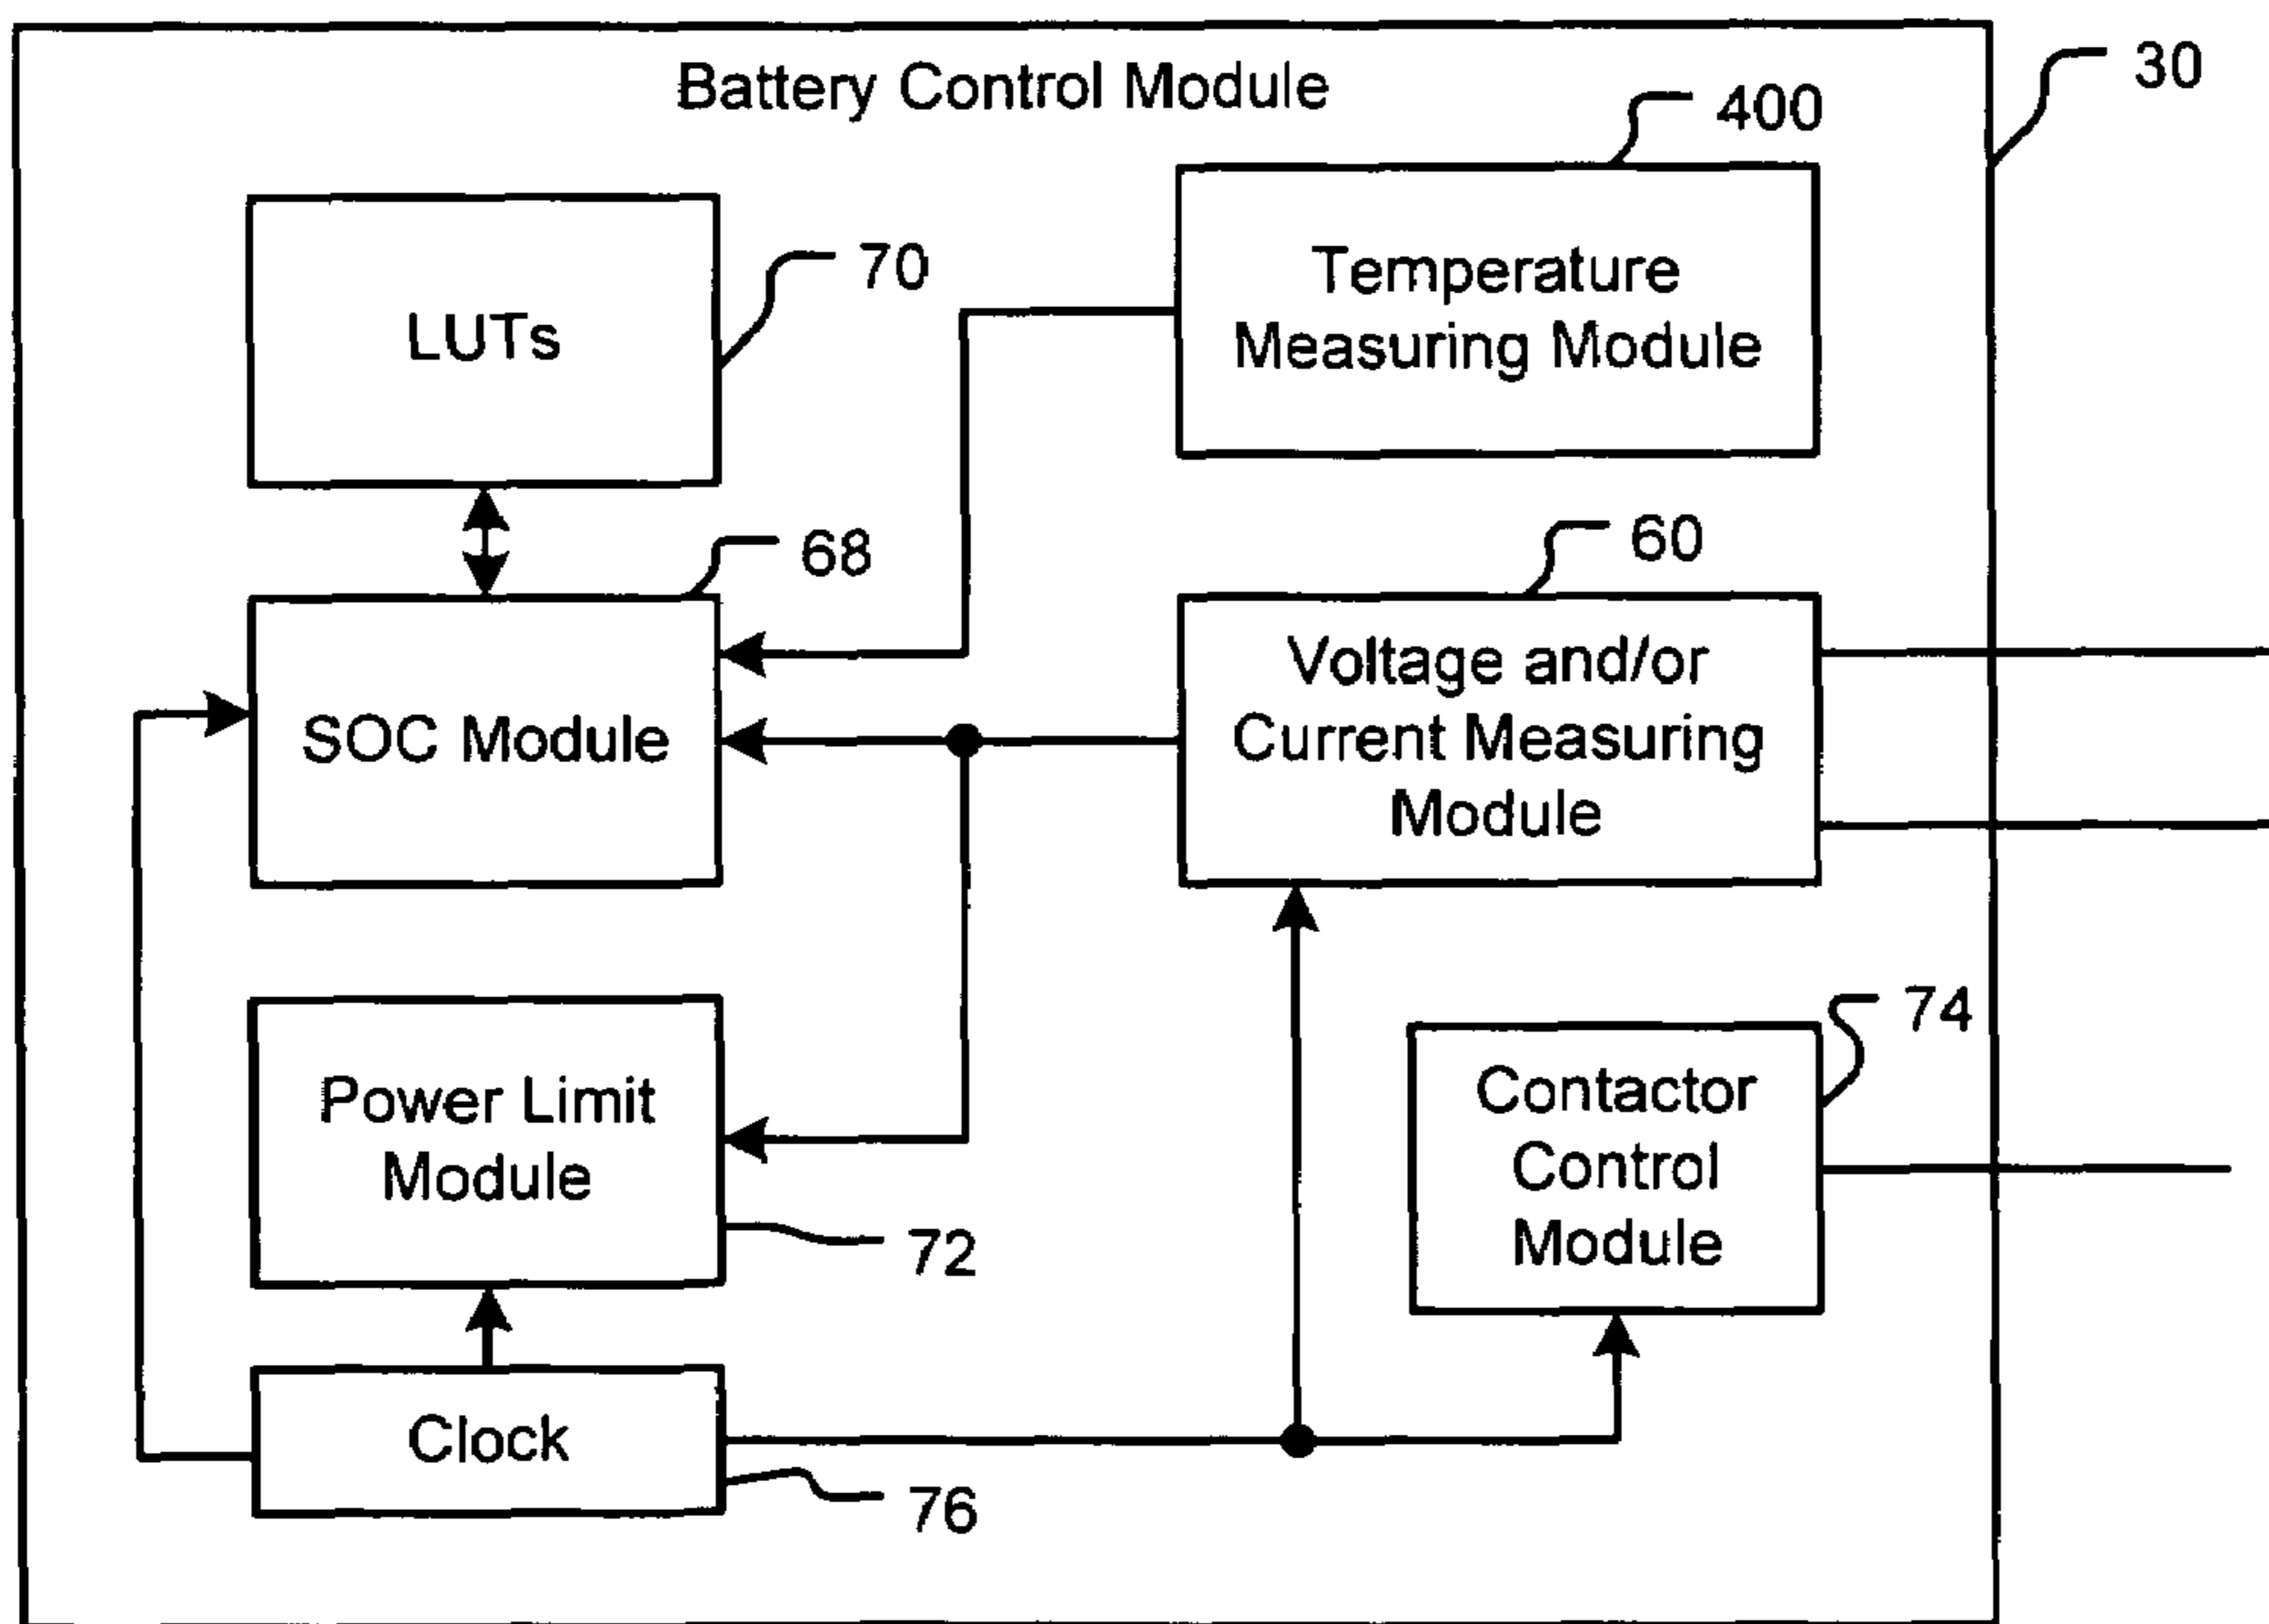 Battery Control Module
30
400
Temperature
Measuring Module
LUTs
70
68
SOC Module
60
Voltage and/or
Current Measuring
Module
Power Limit
Module
72
74
Contactor
Control
Module
Clock
76